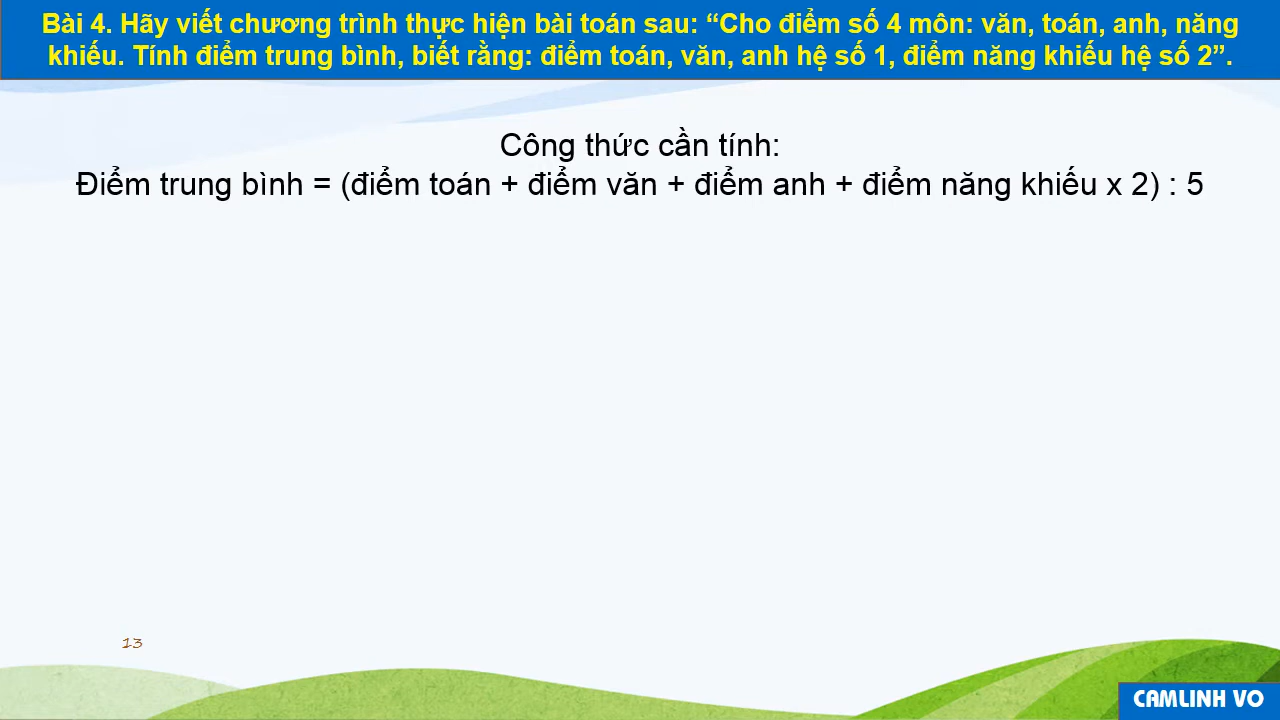 Bài 4. Hãy viết chương trình thực hiện bài toán sau: “Cho điểm số 4 môn: văn, toán, anh, năng
khiếu. Tính điểm trung bình, biết rằng: điểm toán, văn, anh hệ số 1, điểm năng khiếu hệ số 2”.
Công thức cần tính:
Điểm trung bình = (điểm toán + điểm văn + điểm anh + điểm năng khiếu x 2) : 5
13
CAMLINH VO